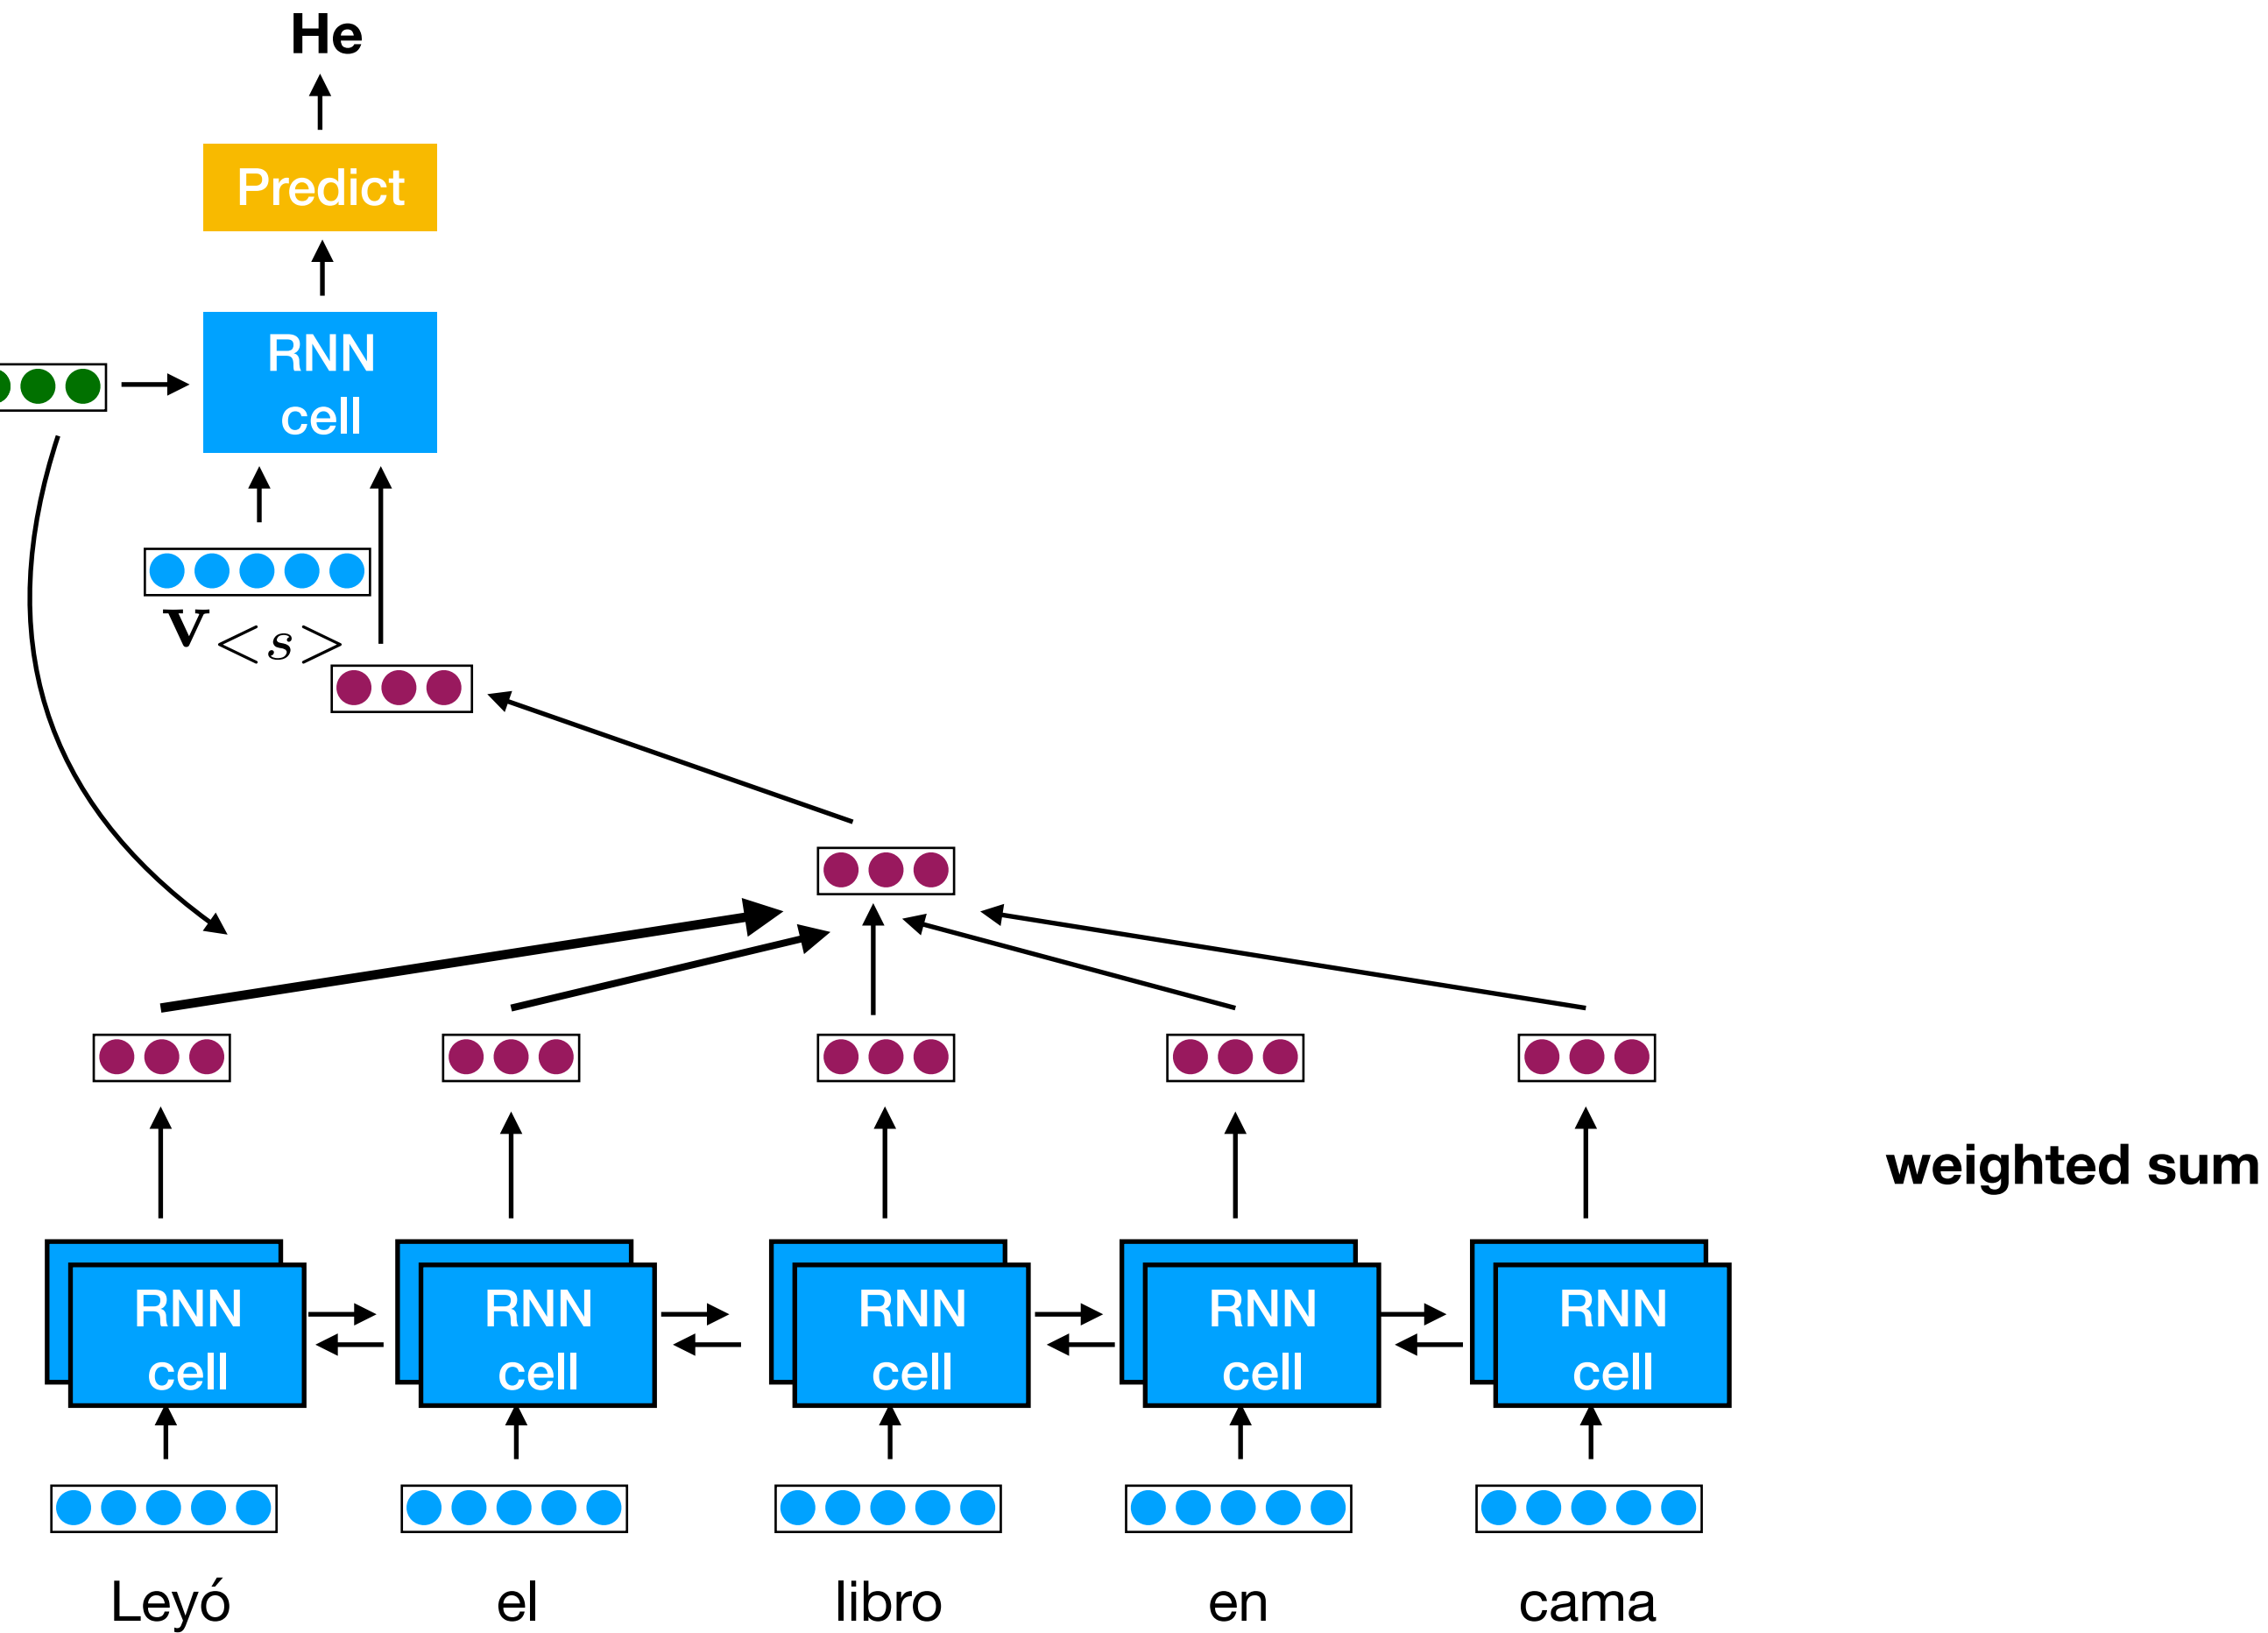 He
Predict
RNN
cell
v<s>
weighted sum
RNN
cell
RNN
cell
RNN
cell
RNN
cell
RNN
cell
Leyó
el
libro
en
cama